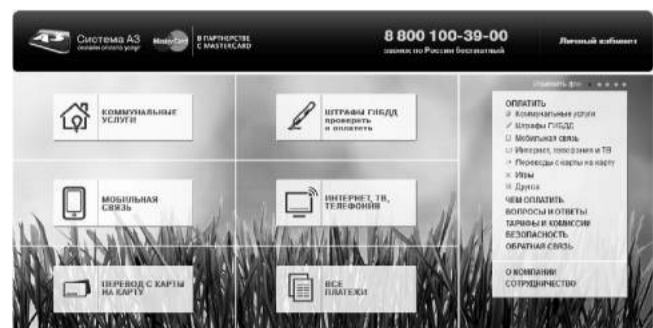 Система А3
онлайн оплата услуг
MasterCard
В ПАРТНЕРСТВЕ
С MASTERCARD
8 800 100-39-00
звонок по России бесплатный
Личный кабинет
Изменить фон
КОММУНАЛЬНЫЕ
УСЛУГИ
ШТРАФЫ ГИБДД
проверить
и оплатить
МОБИЛЬНАЯ
СВЯЗЬ
ИНТЕРНЕТ, ТВ,
ТЕЛЕФОНИЯ
ПЕРЕВОД С КАРТЫ
НА КАРТУ
ВСЕ
ПЛАТЕЖИ
ОПЛАТИТЬ
Коммунальные услуги
Штрафы ГИБДД
Мобильная связь
Интернет, телефония и ТВ
Переводы с карты на карту
Игры
Другое
ЧЕМ ОПЛАТИТЬ
ВОПРОСЫ И ОТВЕТЫ
ТАРИФЫ И КОМИССИИ
БЕЗОПАСНОСТЬ
ОБРАТНАЯ СВЯЗЬ
О КОМПАНИИ
СОТРУДНИЧЕСТВО